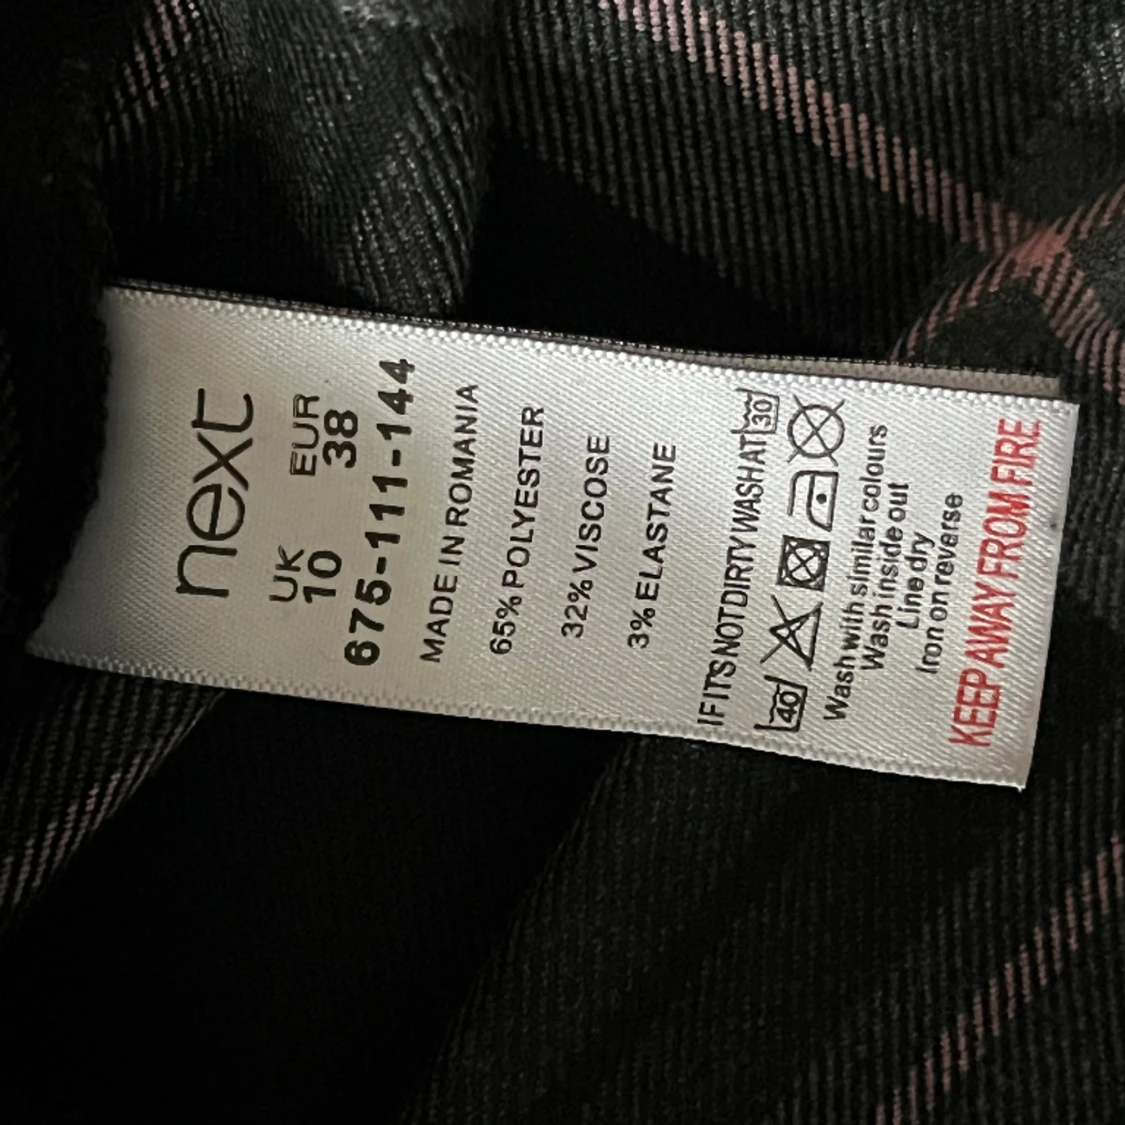 next
UK EUR
10 38
675-111-144
MADE IN ROMANIA
65% POLYESTER
32% VISCOSE
3% ELASTANE
IF ITS NOT DIRTY WASH AT 30
40
Wash with similar colours
Wash inside out
Line dry
Iron on reverse
KEEP AWAY FROM FIRE